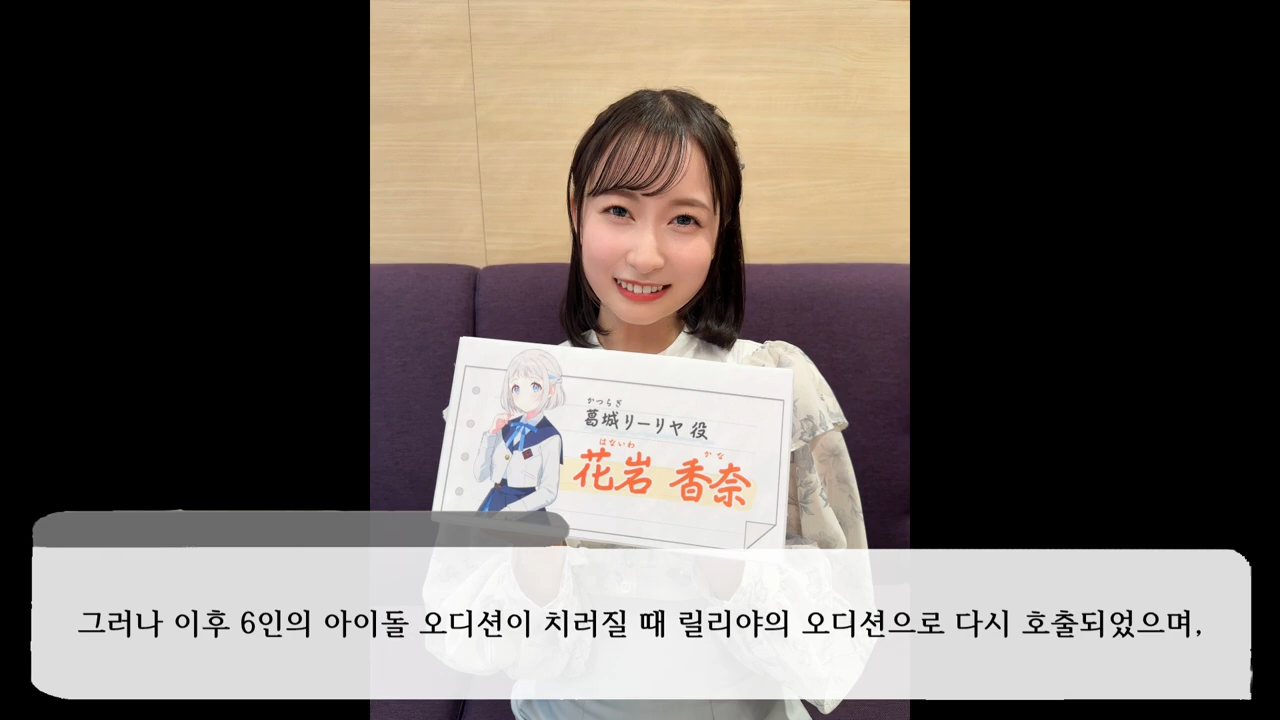 かつらぎ
葛城リーリヤ 役
はないわ かな
花岩 香奈
그러나 이후 6인의 아이돌 오디션이 치러질 때 릴리야의 오디션으로 다시 호출되었으며,